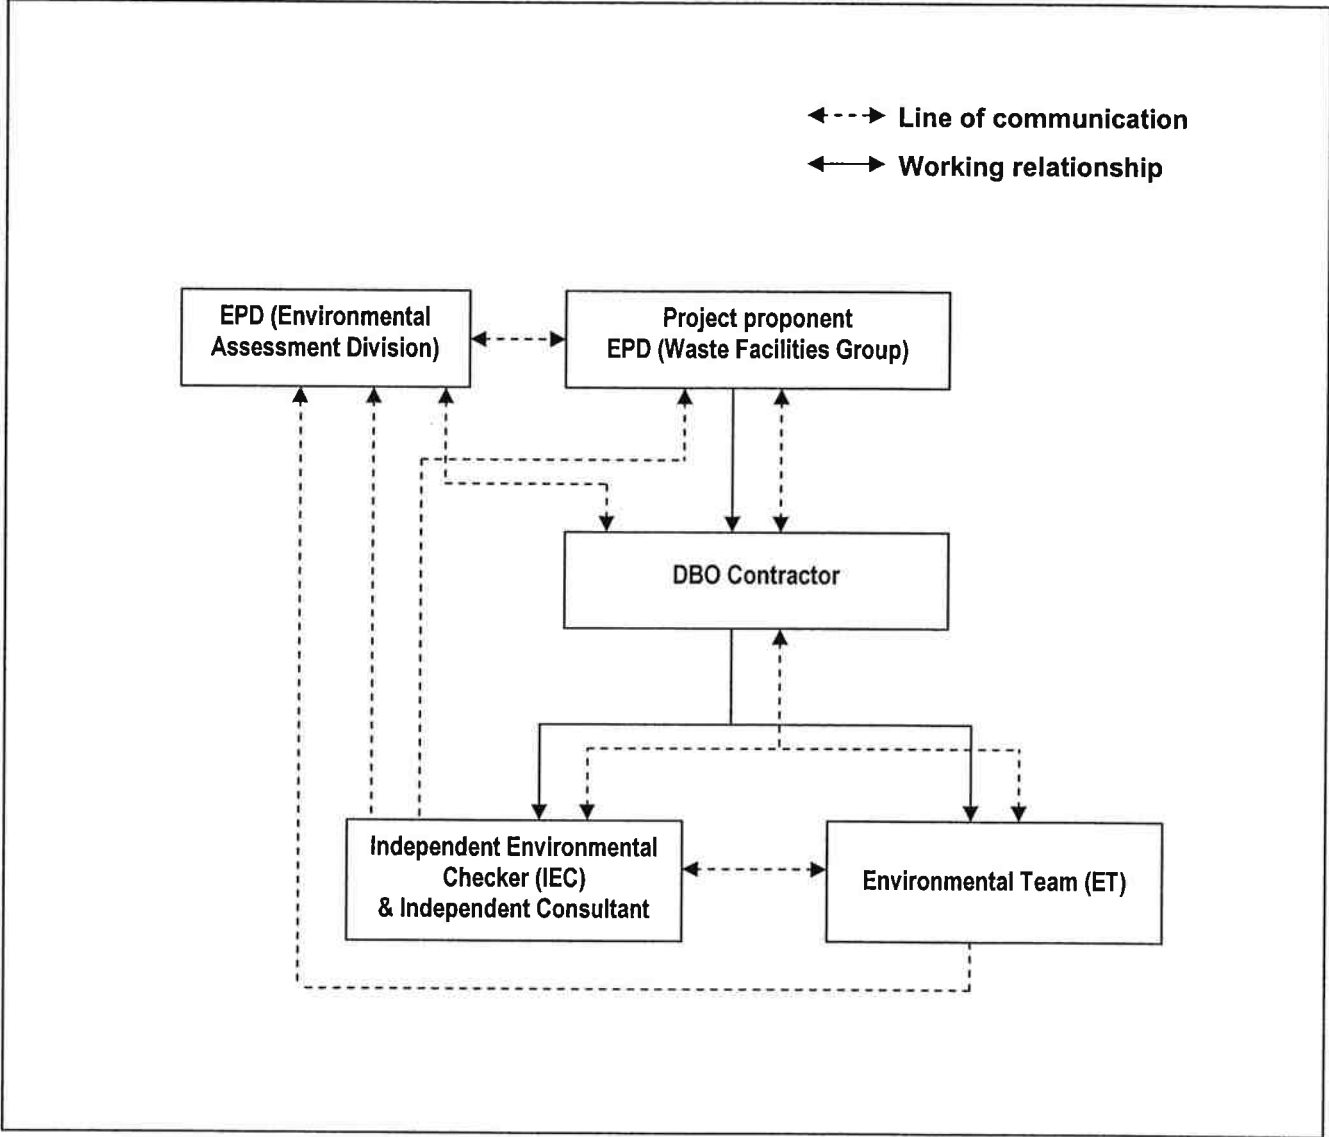 Line of communication
Working relationship
EPD (Environmental
Assessment Division)
Project proponent
EPD (Waste Facilities Group)
DBO Contractor
Independent Environmental
Checker (IEC)
& Independent Consultant
Environmental Team (ET)